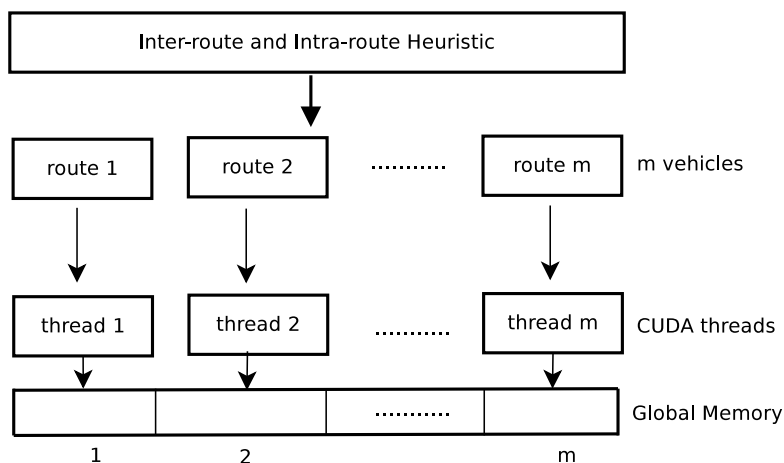 Inter-route and Intra-route Heuristic
route 1 route 2 ............ route m m vehicles
thread 1 thread 2 ............ thread m CUDA threads
............ Global Memory
1 2 m